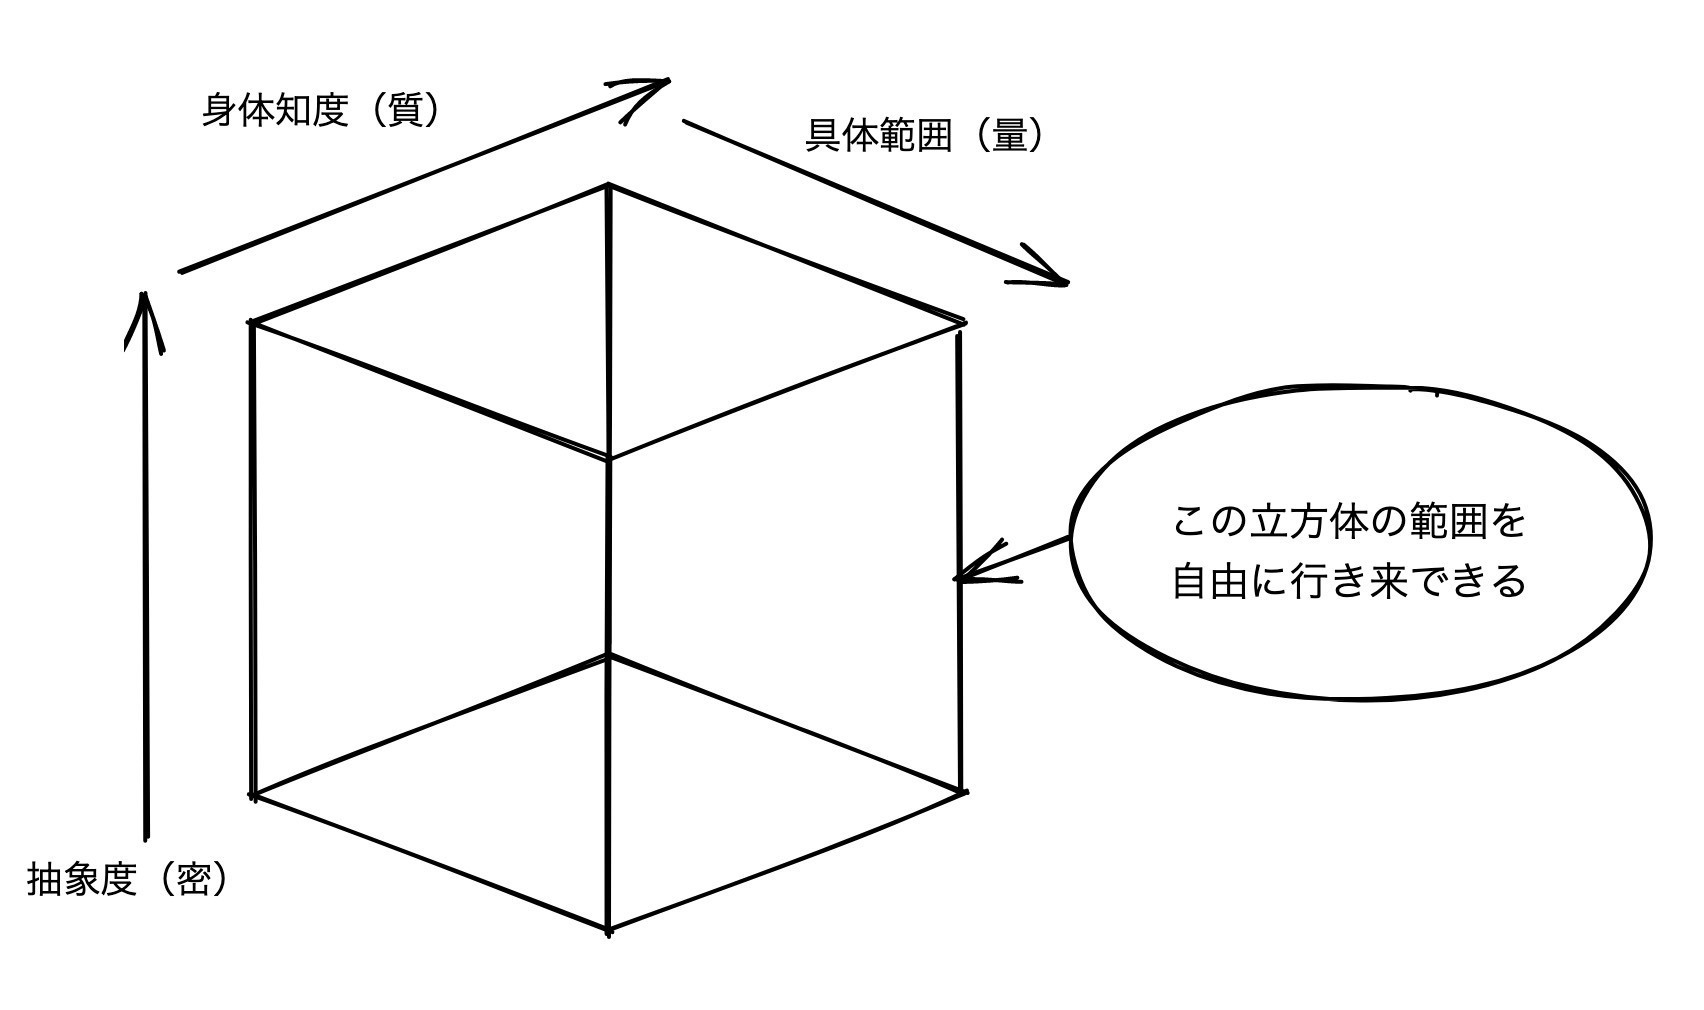 身体知度（質）
具体範囲（量）
この立方体の範囲を
自由に行き来できる
抽象度（密）